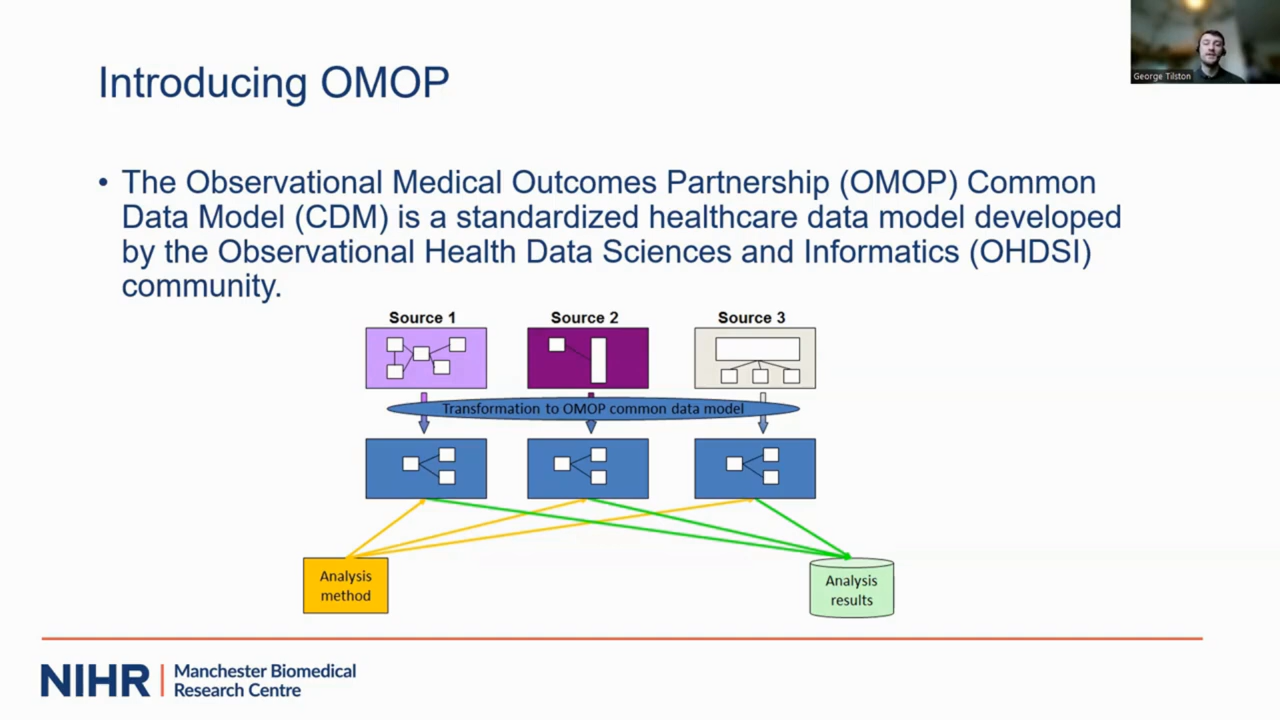 George Tilston
Introducing OMOP
• The Observational Medical Outcomes Partnership (OMOP) Common
Data Model (CDM) is a standardized healthcare data model developed
by the Observational Health Data Sciences and Informatics (OHDSI)
community.
Source 1
Source 2
Source 3
Transformation to OMOP common data model
Analysis
method
Analysis
results
NIHR
Manchester Biomedical
Research Centre